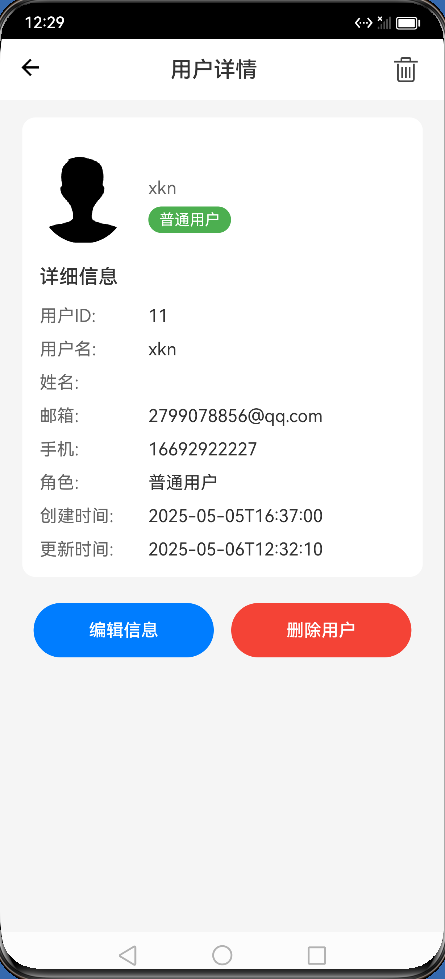 12:29
用户详情
xkn
普通用户
详细信息
用户ID: 11
用户名: xkn
姓名:
邮箱: 2799078856@qq.com
手机: 16692922227
角色: 普通用户
创建时间: 2025-05-05T16:37:00
更新时间: 2025-05-06T12:32:10
编辑信息 删除用户